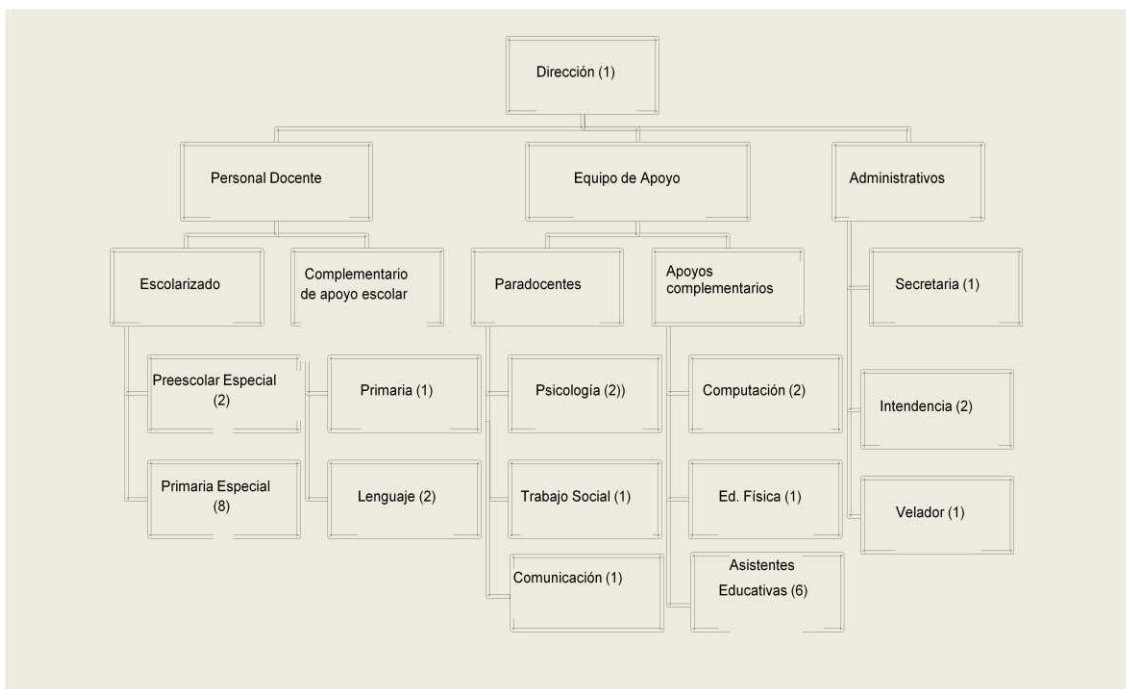 Dirección (1)
Personal Docente
Equipo de Apoyo
Administrativos
Escolarizado
Complementario
de apoyo escolar
Paradocentes
Apoyos
complementarios
Secretaria (1)
Preescolar Especial
(2)
Primaria (1)
Psicología (2))
Computación (2)
Intendencia (2)
Primaria Especial
(8)
Lenguaje (2)
Trabajo Social (1)
Ed. Física (1)
Velador (1)
Comunicación (1)
Asistentes
Educativas (6)